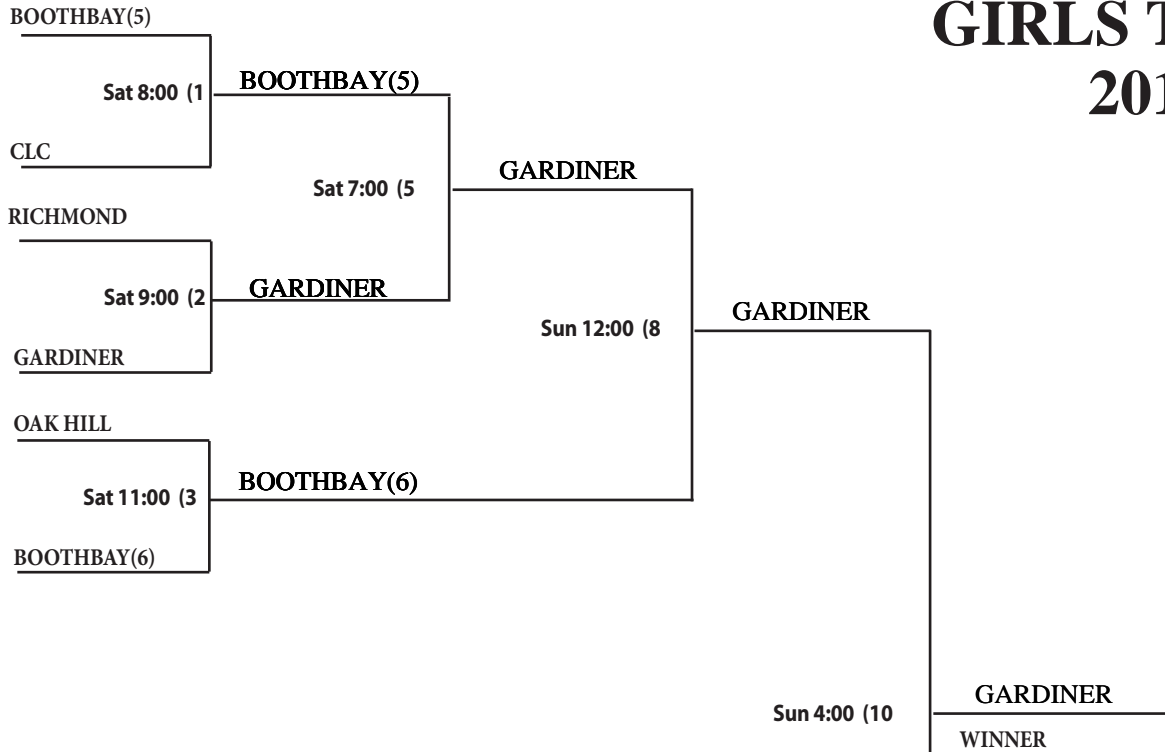 BOOTHBAY(5)
GIRLS T
201
Sat 8:00 (1
BOOTHBAY(5)
CLC
Sat 7:00 (5
GARDINER
RICHMOND
Sat 9:00 (2
GARDINER
GARDINER
Sun 12:00 (8
GARDINER
OAK HILL
Sat 11:00 (3
BOOTHBAY(6)
BOOTHBAY(6)
Sun 4:00 (10
GARDINER
WINNER